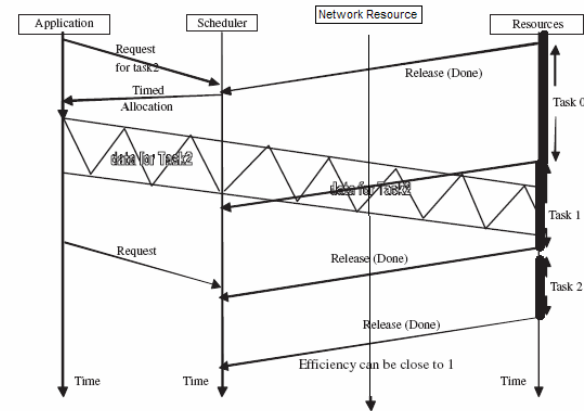 Application
Scheduler
Network Resource
Resources
Request
for task2
Release (Done)
Timed
Allocation
Task 0
data for Task2
data for Task2
Task 1
Request
Release (Done)
Task 2
Release (Done)
Efficiency can be close to 1
Time
Time
Time